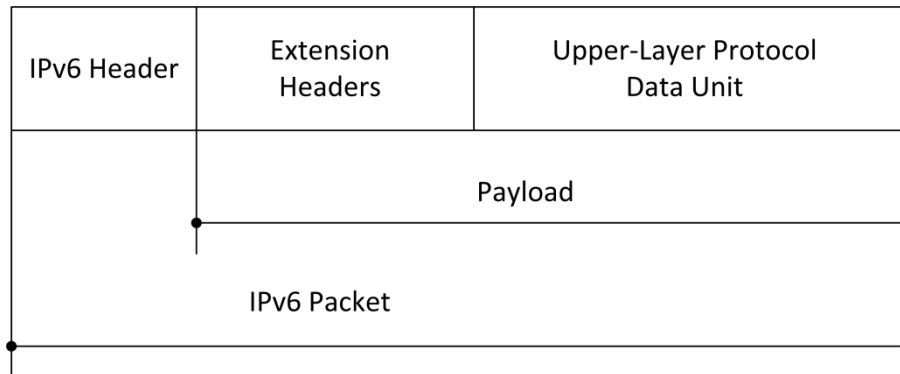 IPv6 Header
Extension
Headers
Upper-Layer Protocol
Data Unit
Payload
IPv6 Packet